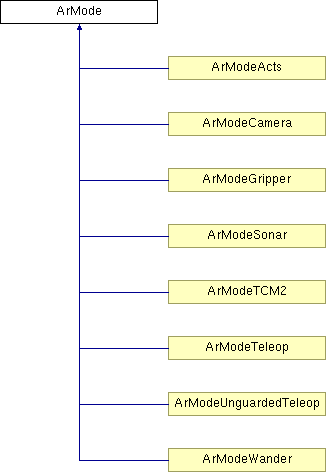 ArMode
ArModeActs
ArModeCamera
ArModeGripper
ArModeSonar
ArModeTCM2
ArModeTeleop
ArModeUnguardedTeleop
ArModeWander